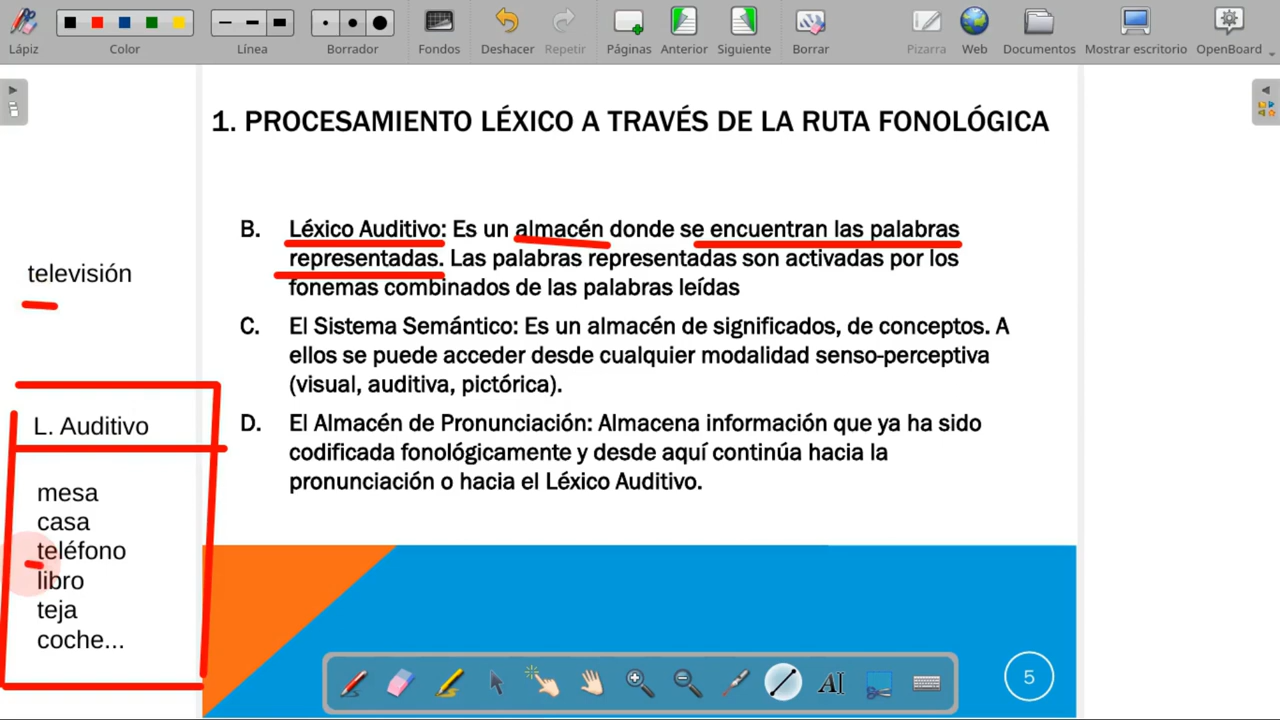 Lápiz
Color
Línea
Borrador
Fondos
Deshacer
Repetir
Páginas
Anterior
Siguiente
Borrar
Pizarra
Web
Documentos
Mostrar escritorio
OpenBoard
1. PROCESAMIENTO LÉXICO A TRAVÉS DE LA RUTA FONOLÓGICA
televisión
L. Auditivo
mesa
casa
teléfono
libro
teja
coche...
B. Léxico Auditivo: Es un almacén donde se encuentran las palabras
representadas. Las palabras representadas son activadas por los
fonemas combinados de las palabras leídas
C. El Sistema Semántico: Es un almacén de significados, de conceptos. A
ellos se puede acceder desde cualquier modalidad senso-perceptiva
(visual, auditiva, pictórica).
D. El Almacén de Pronunciación: Almacena información que ya ha sido
codificada fonológicamente y desde aquí continúa hacia la
pronunciación o hacia el Léxico Auditivo.
AI
5